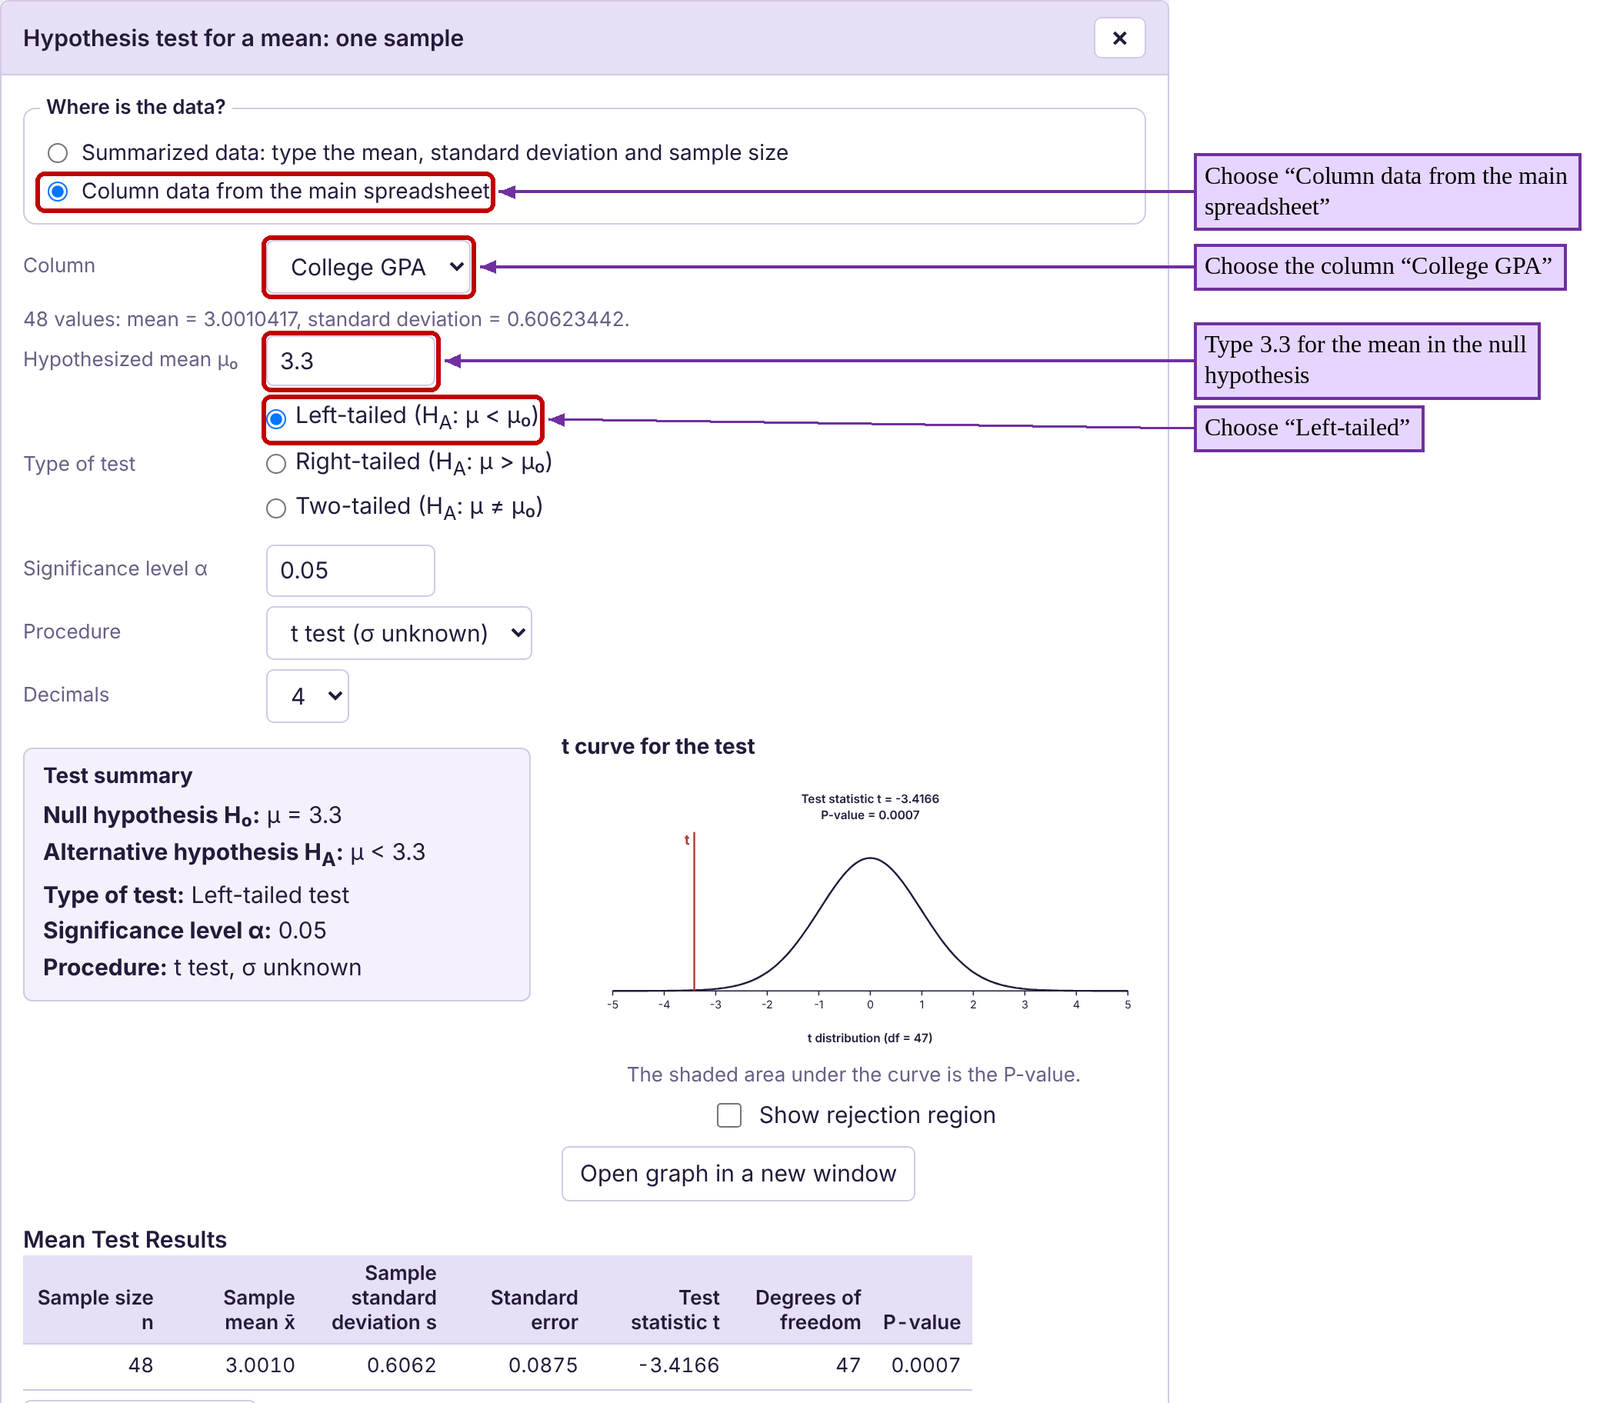 Hypothesis test for a mean: one sample
×
Where is the data?
Summarized data: type the mean, standard deviation and sample size
Column data from the main spreadsheet
Choose “Column data from the main
spreadsheet”
Column
College GPA
Choose the column “College GPA”
48 values: mean = 3.0010417, standard deviation = 0.60623442.
Hypothesized mean μ₀
3.3
Type 3.3 for the mean in the null
hypothesis
Left-tailed (H_A: μ < μ₀)
Choose “Left-tailed”
Type of test
Right-tailed (H_A: μ > μ₀)
Two-tailed (H_A: μ ≠ μ₀)
Significance level α
0.05
Procedure
t test (σ unknown)
Decimals
4
Test summary
Null hypothesis H₀: μ = 3.3
Alternative hypothesis H_A: μ < 3.3
Type of test: Left-tailed test
Significance level α: 0.05
Procedure: t test, σ unknown
t curve for the test
Test statistic t = -3.4166
P-value = 0.0007
t
-5 -4 -3 -2 -1 0 1 2 3 4 5
t distribution (df = 47)
The shaded area under the curve is the P-value.
Show rejection region
Open graph in a new window
Mean Test Results
Sample size n
Sample mean x̄
Sample standard deviation s
Standard error
Test statistic t
Degrees of freedom
P-value
48 3.0010 0.6062 0.0875 -3.4166 47 0.0007